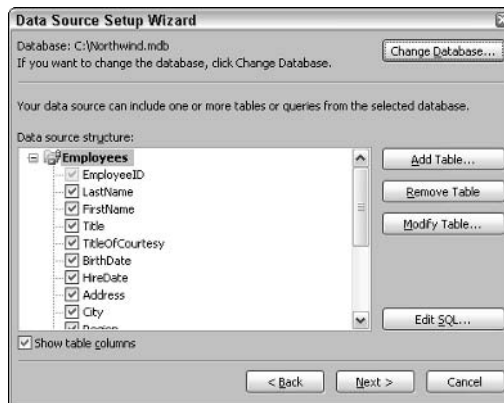 Data Source Setup Wizard
Database: C:\Northwind.mdb
If you want to change the database, click Change Database.
Change Database...
Your data source can include one or more tables or queries from the selected database.
Data source structure:
Employees
EmployeeID
LastName
FirstName
Title
TitleOfCourtesy
BirthDate
HireDate
Address
City
Region
Add Table...
Remove Table
Modify Table...
Edit SQL...
Show table columns
< Back
Next >
Cancel